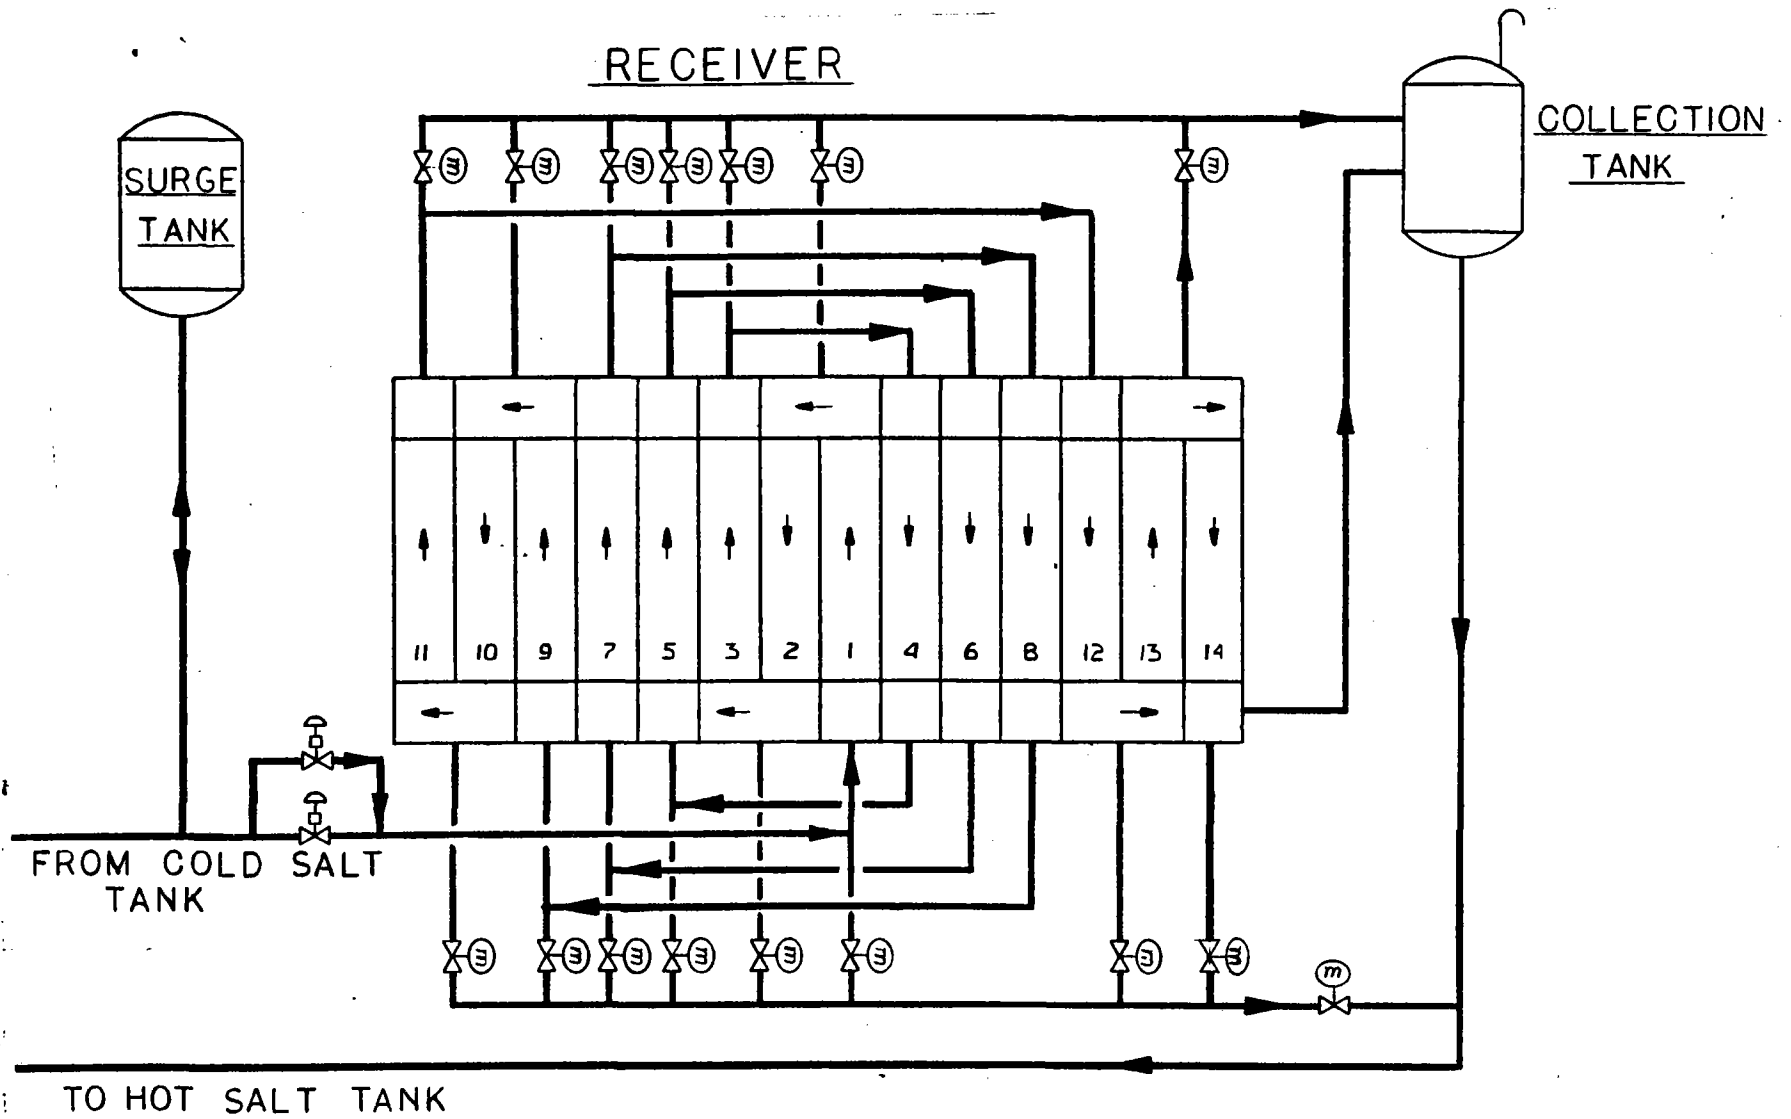 RECEIVER
COLLECTION
TANK
SURGE
TANK
11 10 9 7 5 3 2 1 4 6 8 12 13 14
FROM COLD SALT
TANK
m
TO HOT SALT TANK